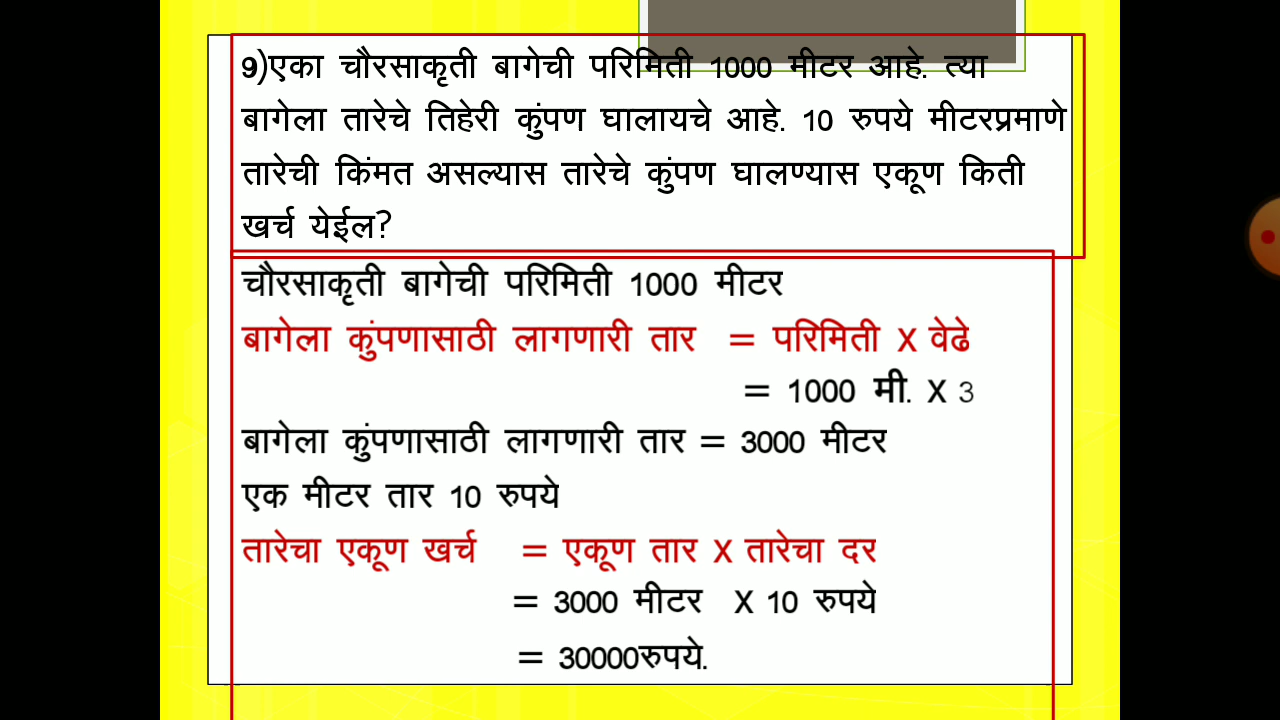 9)एका चौरसाकृती बागेची परिमिती 1000 मीटर आहे. त्या
बागेला तारेचे तिहेरी कुंपण घालायचे आहे. 10 रुपये मीटरप्रमाणे
तारेची किंमत असल्यास तारेचे कुंपण घालण्यास एकूण किती
खर्च येईल?
चौरसाकृती बागेची परिमिती 1000 मीटर
बागेला कुंपणासाठी लागणारी तार = परिमिती X वेढे
= 1000 मी. X 3
बागेला कुंपणासाठी लागणारी तार = 3000 मीटर
एक मीटर तार 10 रुपये
तारेचा एकूण खर्च = एकूण तार X तारेचा दर
= 3000 मीटर X 10 रुपये
= 30000रुपये.